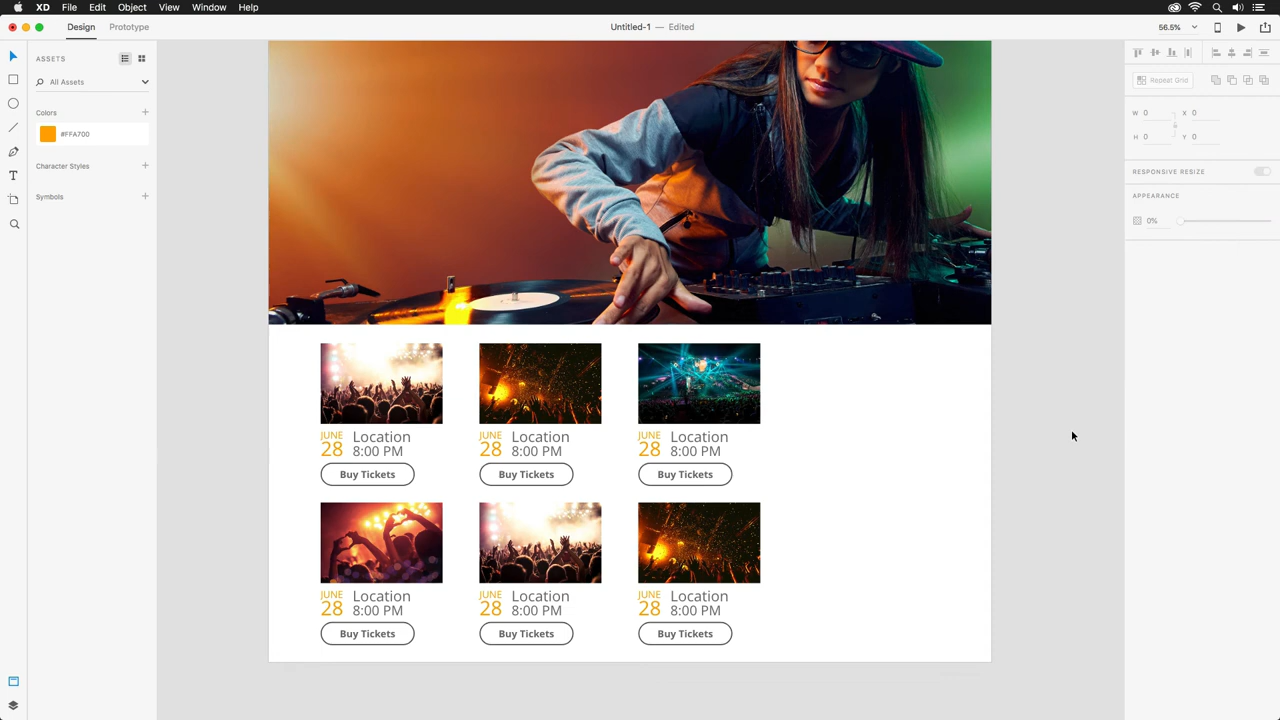 XD File Edit Object View Window Help
Design Prototype
Untitled-1 — Edited
56.5%
ASSETS
All Assets
Colors
#FFA700
Character Styles
Symbols
JUNE
28
Location
8:00 PM
Buy Tickets
JUNE
28
Location
8:00 PM
Buy Tickets
JUNE
28
Location
8:00 PM
Buy Tickets
JUNE
28
Location
8:00 PM
Buy Tickets
JUNE
28
Location
8:00 PM
Buy Tickets
JUNE
28
Location
8:00 PM
Buy Tickets
Repeat Grid
W 0 X 0
H 0 Y 0
RESPONSIVE RESIZE
APPEARANCE
0%